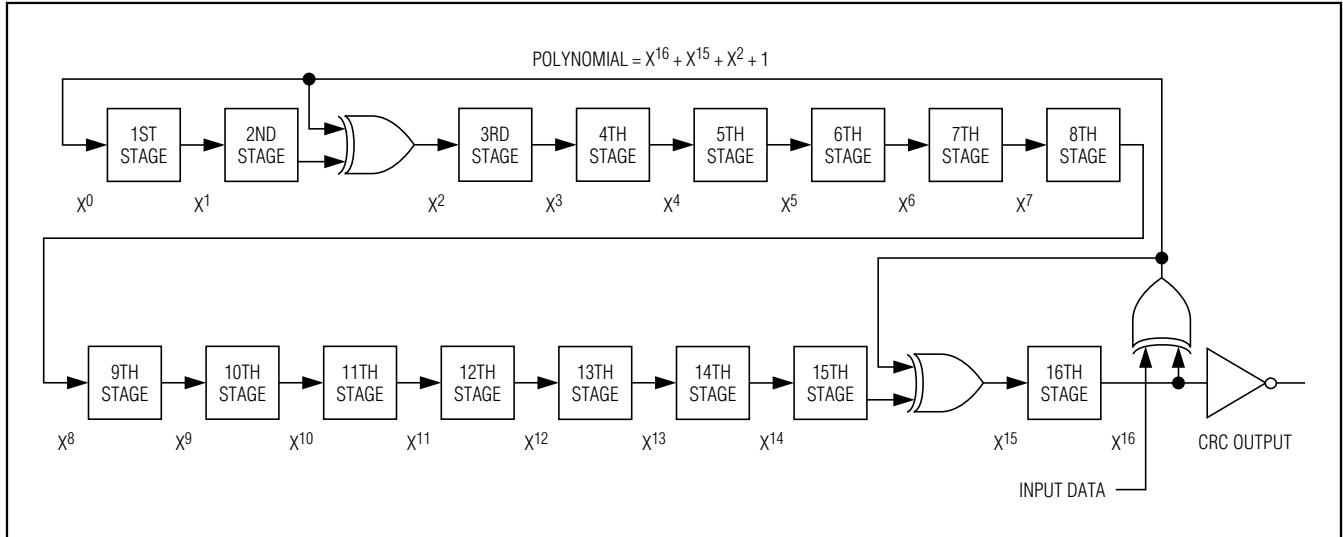 POLYNOMIAL = X¹⁶ + X¹⁵ + X² + 1
1ST STAGE
2ND STAGE
3RD STAGE
4TH STAGE
5TH STAGE
6TH STAGE
7TH STAGE
8TH STAGE
X⁰ X¹ X² X³ X⁴ X⁵ X⁶ X⁷
9TH STAGE
10TH STAGE
11TH STAGE
12TH STAGE
13TH STAGE
14TH STAGE
15TH STAGE
16TH STAGE
X⁸ X⁹ X¹⁰ X¹¹ X¹² X¹³ X¹⁴ X¹⁵ X¹⁶ CRC OUTPUT
INPUT DATA